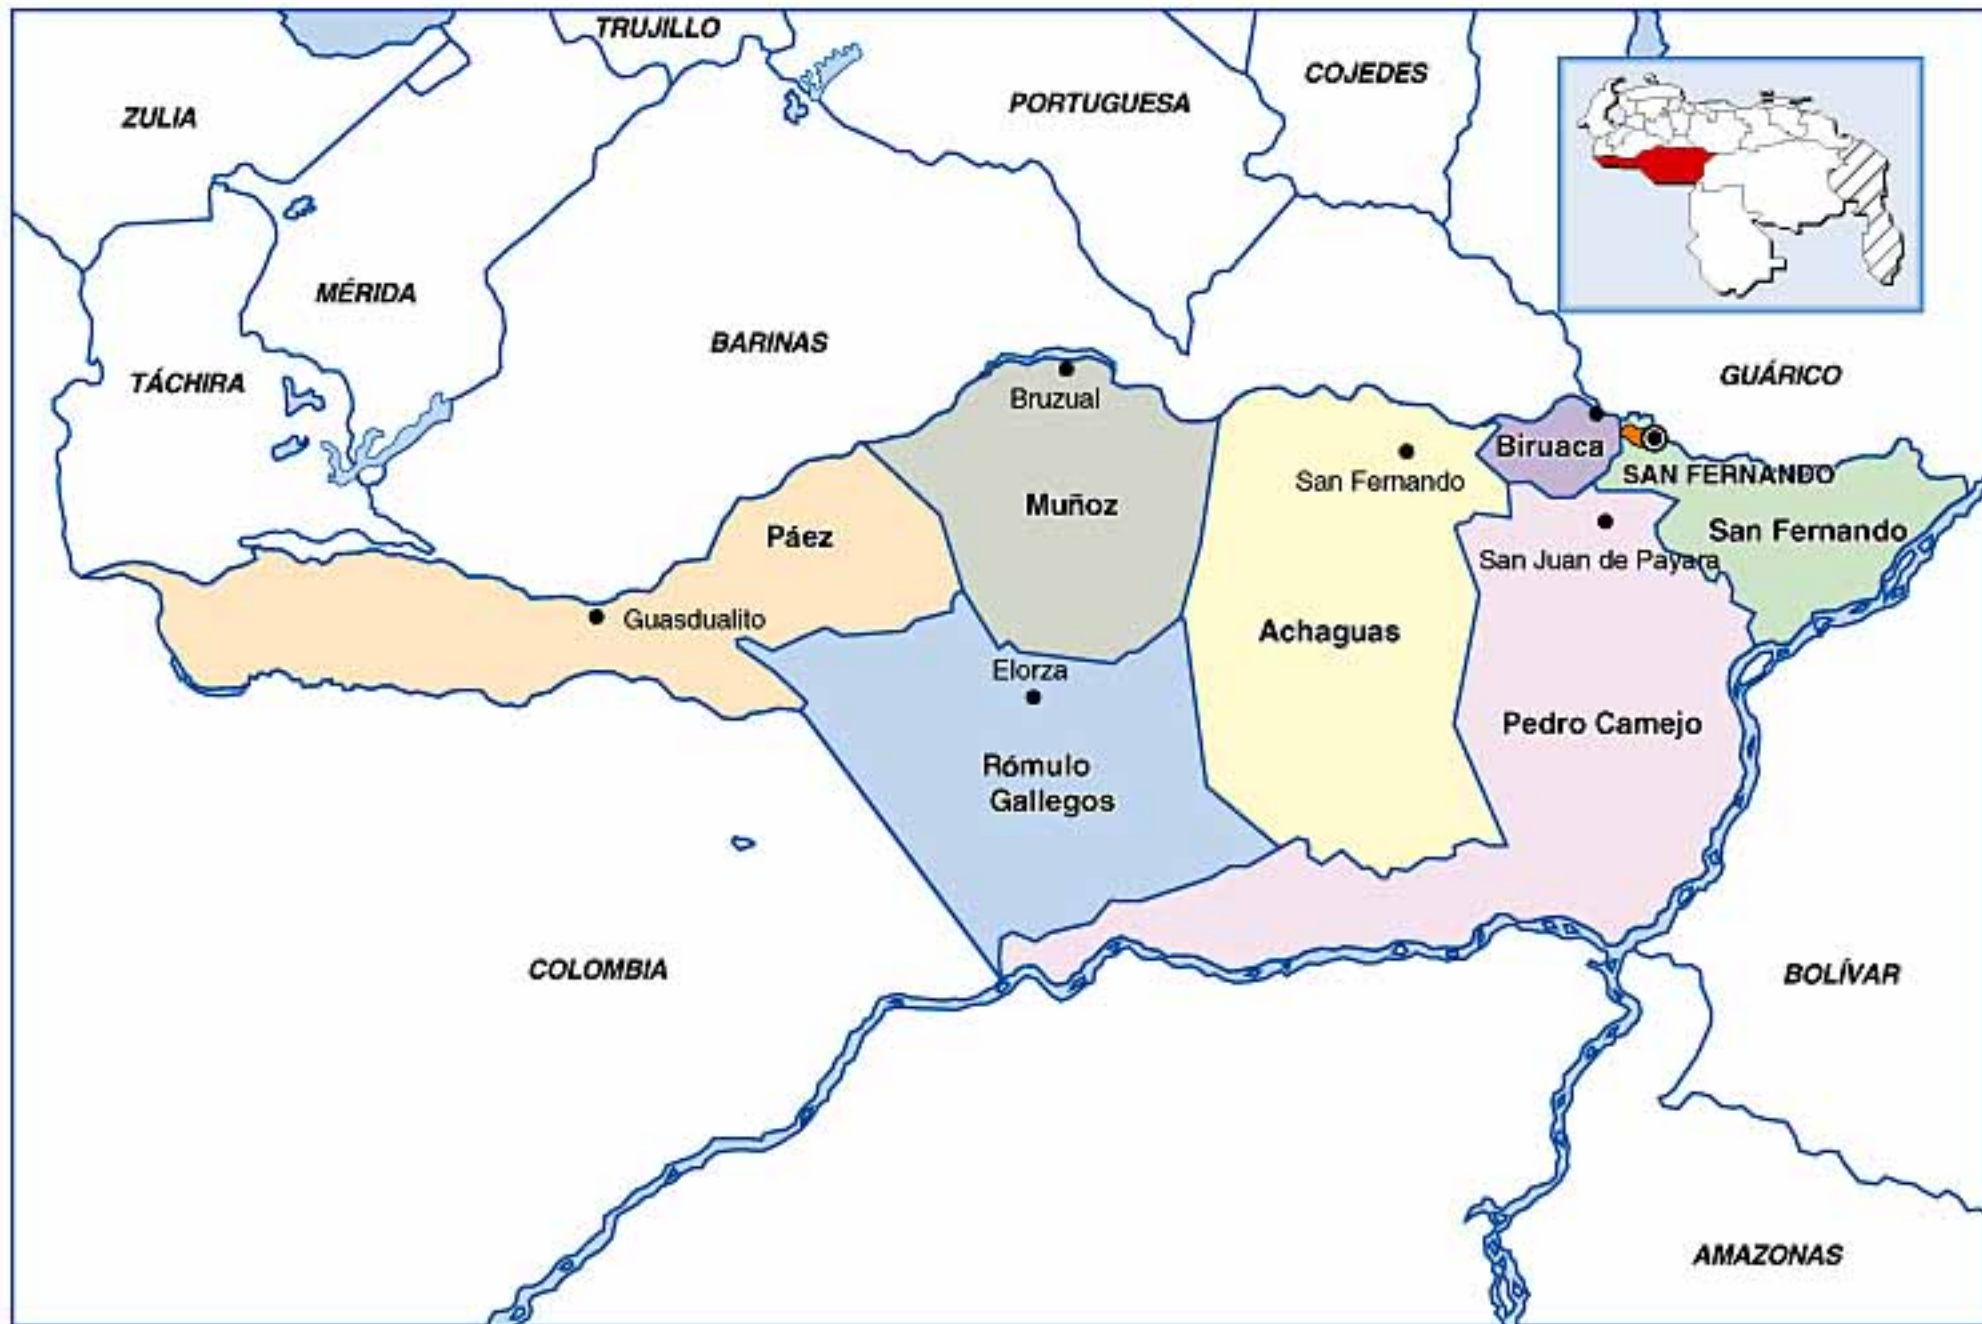 TRUJILLO
COJEDES
ZULIA
PORTUGUESA
MÉRIDA
BARINAS
TÁCHIRA
GUÁRICO
Bruzual
Biruaca
San Fernando
SAN FERNANDO
Muñoz
Páez
San Fernando
San Juan de Payara
Guasdualito
Achaguas
Elorza
Pedro Camejo
Rómulo
Gallegos
COLOMBIA
BOLÍVAR
AMAZONAS